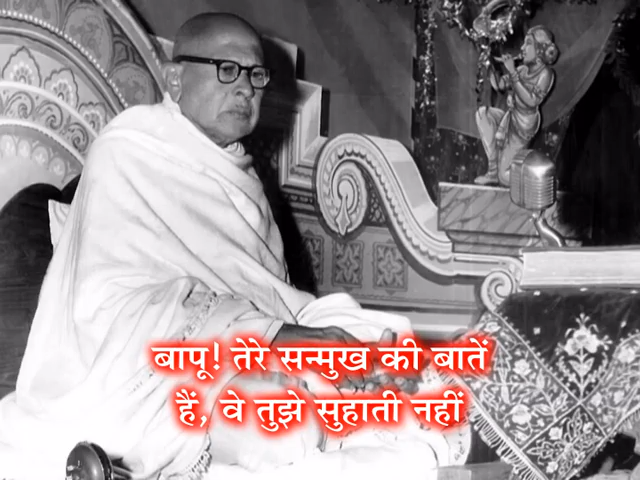 बापू! तेरे सन्मुख की बातें
हैं, वे तुझे सुहाती नहीं